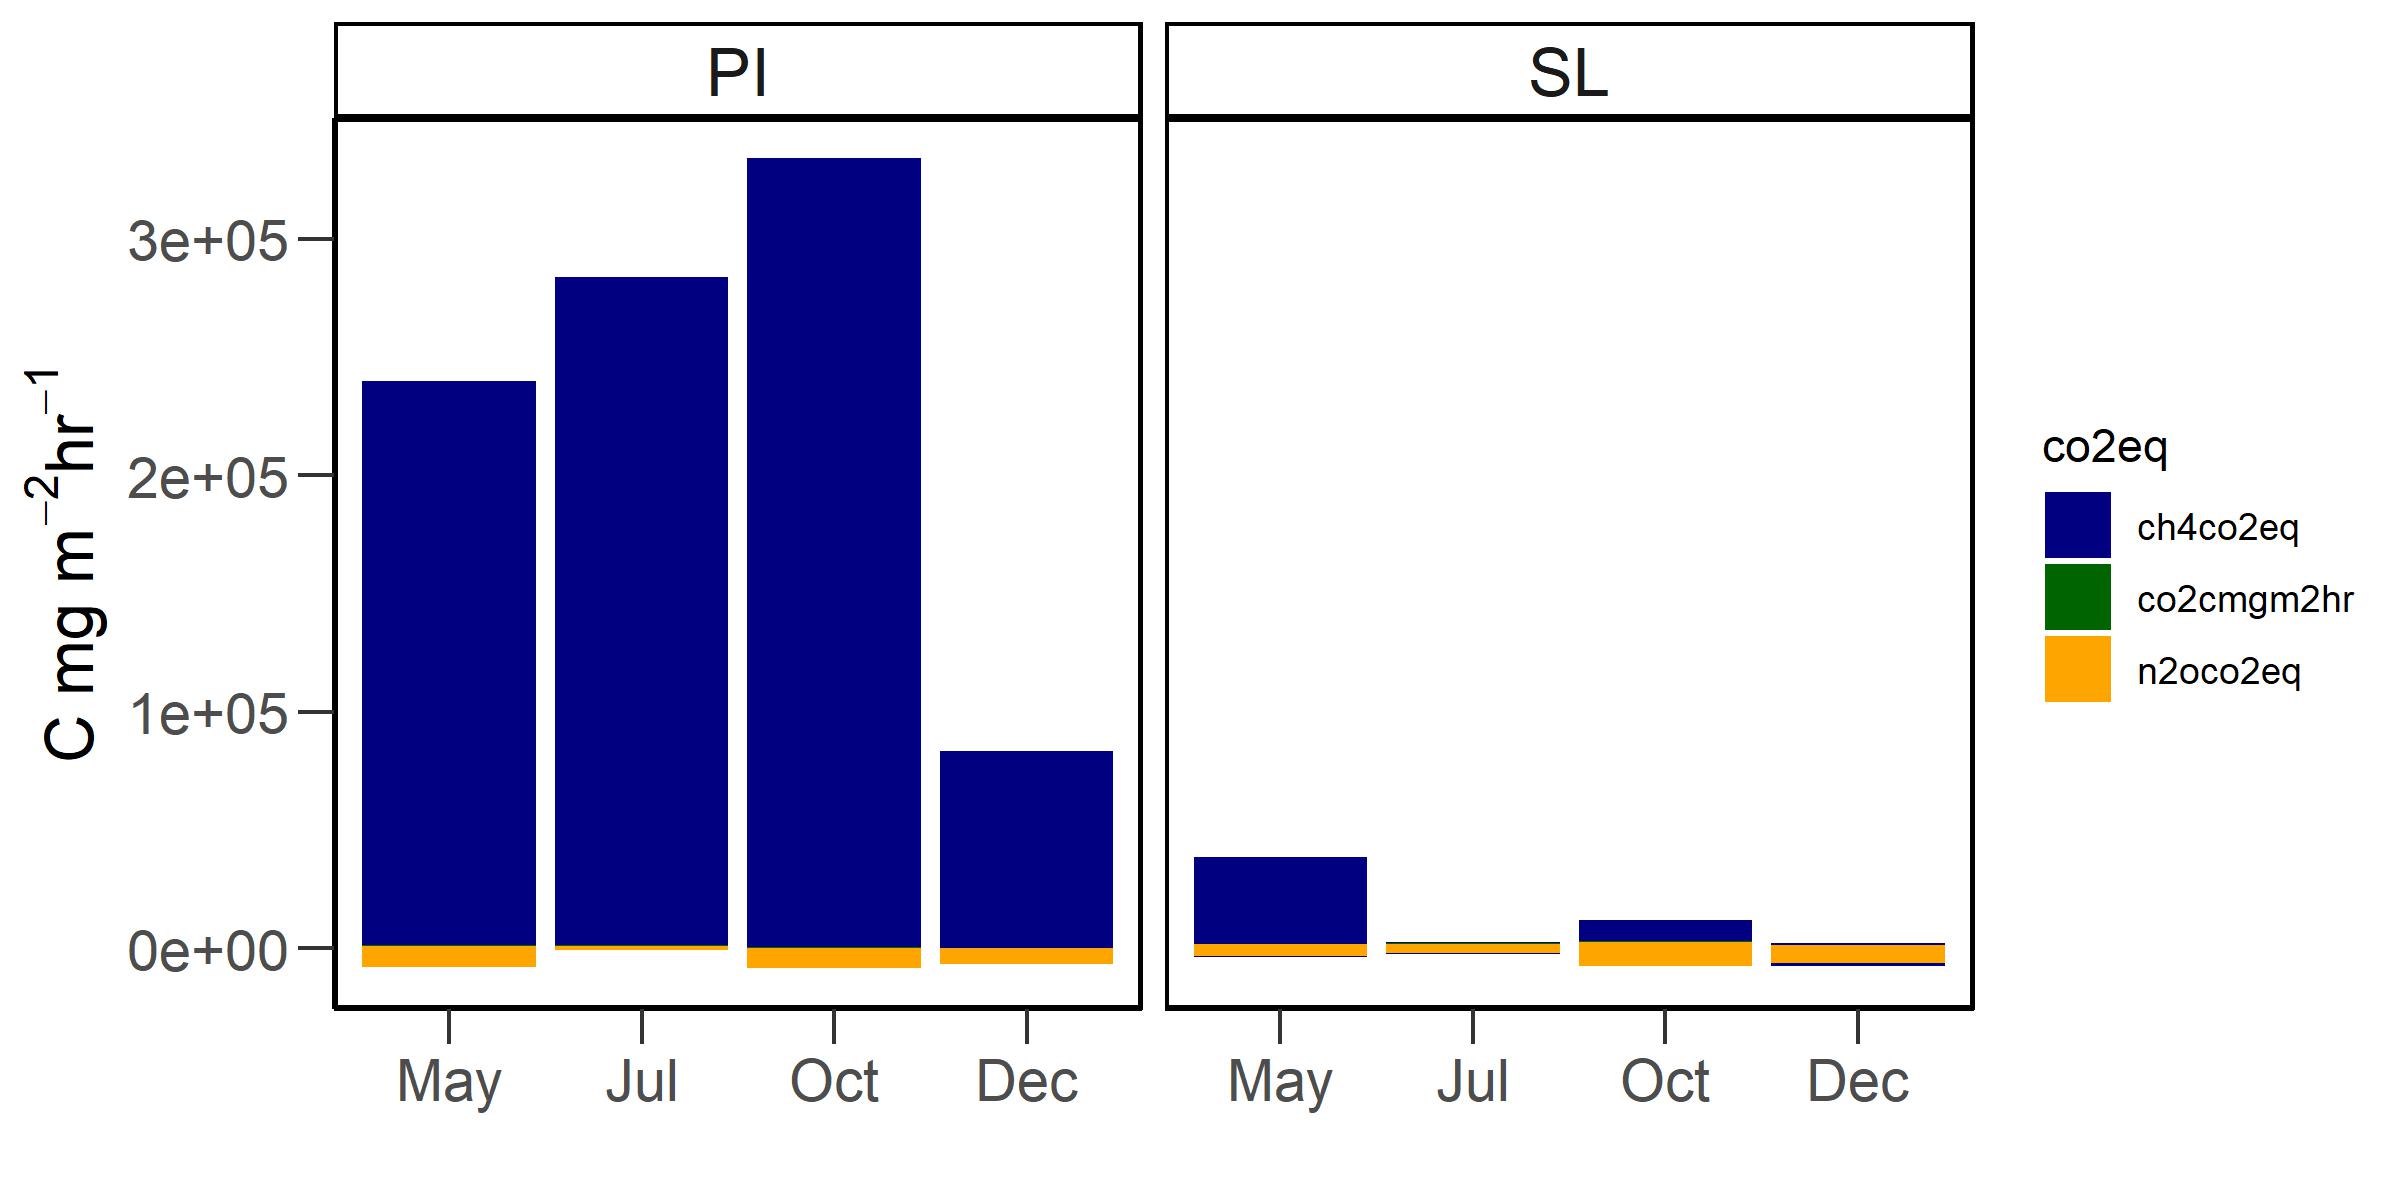 PI
SL
C mg m⁻²hr⁻¹
3e+05
2e+05
1e+05
0e+00
May Jul Oct Dec
May Jul Oct Dec
co2eq
ch4co2eq
co2cmgm2hr
n2oco2eq